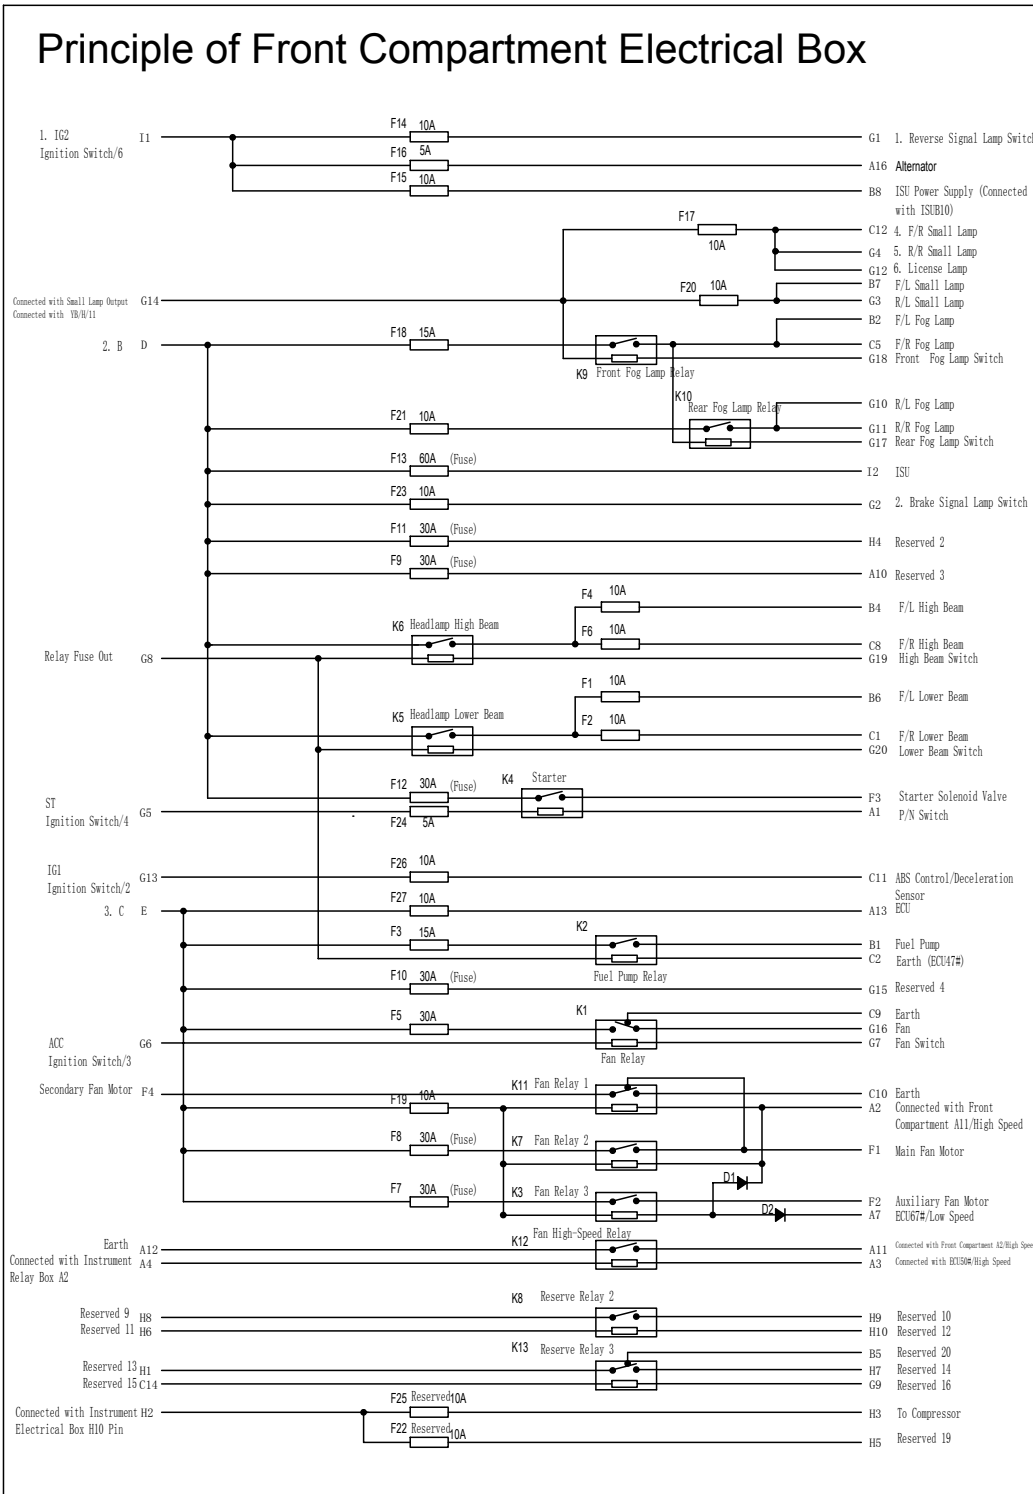 Principle of Front Compartment Electrical Box
1. IG2
Ignition Switch/6
I1
F14 10A
G1 1. Reverse Signal Lamp Switch
F16 5A
A16 Alternator
F15 10A
B8 ISU Power Supply (Connected
with ISUB10)
F17
10A
C12 4. F/R Small Lamp
G4 5. R/R Small Lamp
G12 6. License Lamp
Connected with Small Lamp Output
Connected with YB/H/11
G14
F20 10A
B7 F/L Small Lamp
G3 R/L Small Lamp
B2 F/L Fog Lamp
2. B D
F18 15A
C5 F/R Fog Lamp
G18 Front Fog Lamp Switch
K9 Front Fog Lamp Relay
K10
Rear Fog Lamp Relay
G10 R/L Fog Lamp
F21 10A
G11 R/R Fog Lamp
G17 Rear Fog Lamp Switch
F13 60A (Fuse)
I2 ISU
F23 10A
G2 2. Brake Signal Lamp Switch
F11 30A (Fuse)
H4 Reserved 2
F9 30A (Fuse)
A10 Reserved 3
F4 10A
B4 F/L High Beam
K6 Headlamp High Beam
F6 10A
C8 F/R High Beam
Relay Fuse Out G8
G19 High Beam Switch
F1 10A
B6 F/L Lower Beam
K5 Headlamp Lower Beam
F2 10A
C1 F/R Lower Beam
G20 Lower Beam Switch
F12 30A (Fuse)
K4 Starter
F3 Starter Solenoid Valve
ST
Ignition Switch/4
G5
F24 5A
A1 P/N Switch
IG1
Ignition Switch/2
G13
F26 10A
C11 ABS Control/Deceleration
Sensor
3. C E
F27 10A
A13 ECU
F3 15A
K2
B1 Fuel Pump
C2 Earth (ECU47#)
Fuel Pump Relay
F10 30A (Fuse)
G15 Reserved 4
F5 30A
K1
C9 Earth
G16 Fan
ACC
Ignition Switch/3
G6
G7 Fan Switch
Fan Relay
Secondary Fan Motor F4
K11 Fan Relay 1
C10 Earth
F19 10A
A2 Connected with Front
Compartment A11/High Speed
F8 30A (Fuse)
K7 Fan Relay 2
F1 Main Fan Motor
D1
F7 30A (Fuse)
K3 Fan Relay 3
F2 Auxiliary Fan Motor
D2
A7 ECU67#/Low Speed
Fan High-Speed Relay
K12
Earth A12
A11 Connected with Front Compartment A2/High Spee
Connected with Instrument
Relay Box A2
A4
A3 Connected with ECU50#/High Speed
K8 Reserve Relay 2
Reserved 9 H8
H9 Reserved 10
Reserved 11 H6
H10 Reserved 12
K13 Reserve Relay 3
B5 Reserved 20
Reserved 13 H1
H7 Reserved 14
Reserved 15 C14
G9 Reserved 16
Connected with Instrument
Electrical Box H10 Pin
H2
F25 Reserved 10A
H3 To Compressor
F22 Reserved 10A
H5 Reserved 19